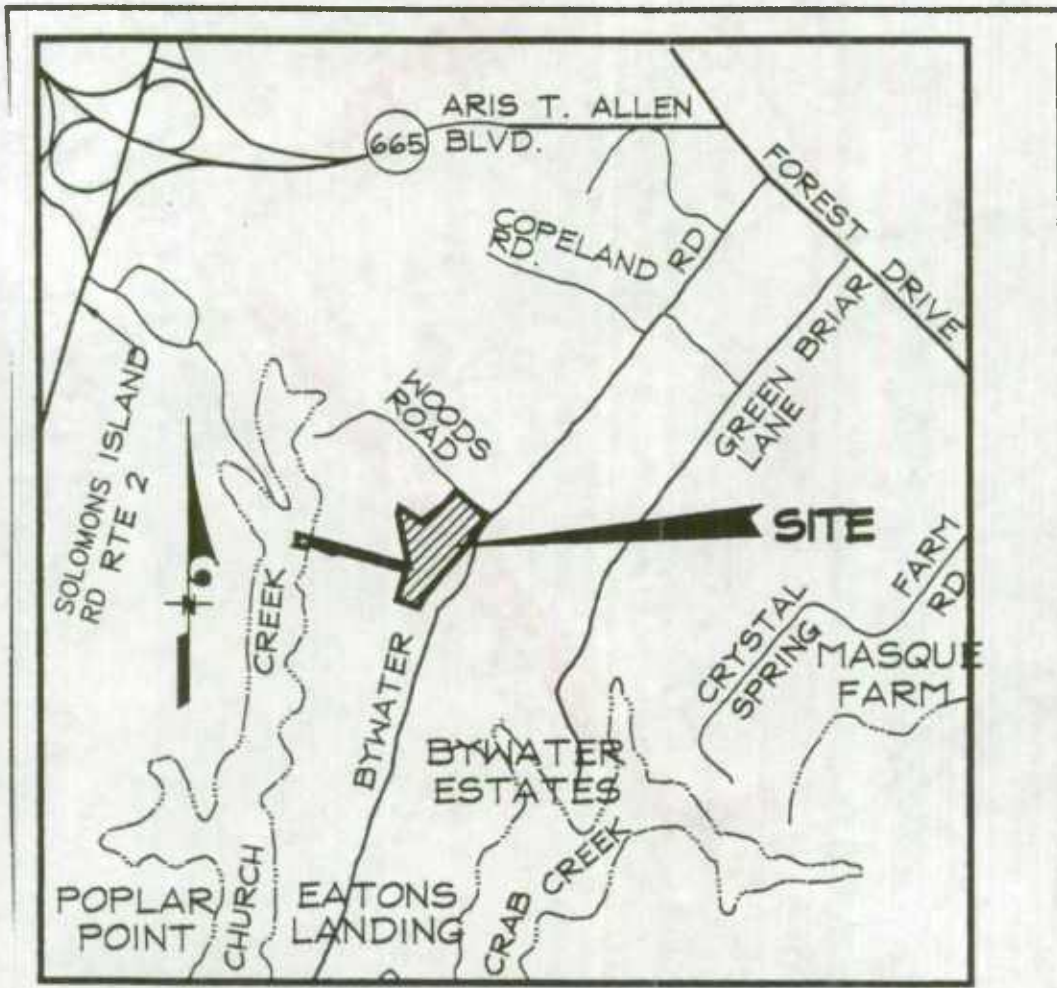 ARIS T. ALLEN
BLVD.
665
FOREST DRIVE
COPELAND
RD.
RD
GREEN BRIAR
LANE
WOODS
ROAD
SOLOMONS ISLAND
RD RTE 2
SITE
CREEK
CHURCH
BYWATER
CRYSTAL
SPRING
FARM
RD
MASQUE
FARM
BYWATER
ESTATES
CRAB CREEK
POPLAR
POINT
EATONS
LANDING